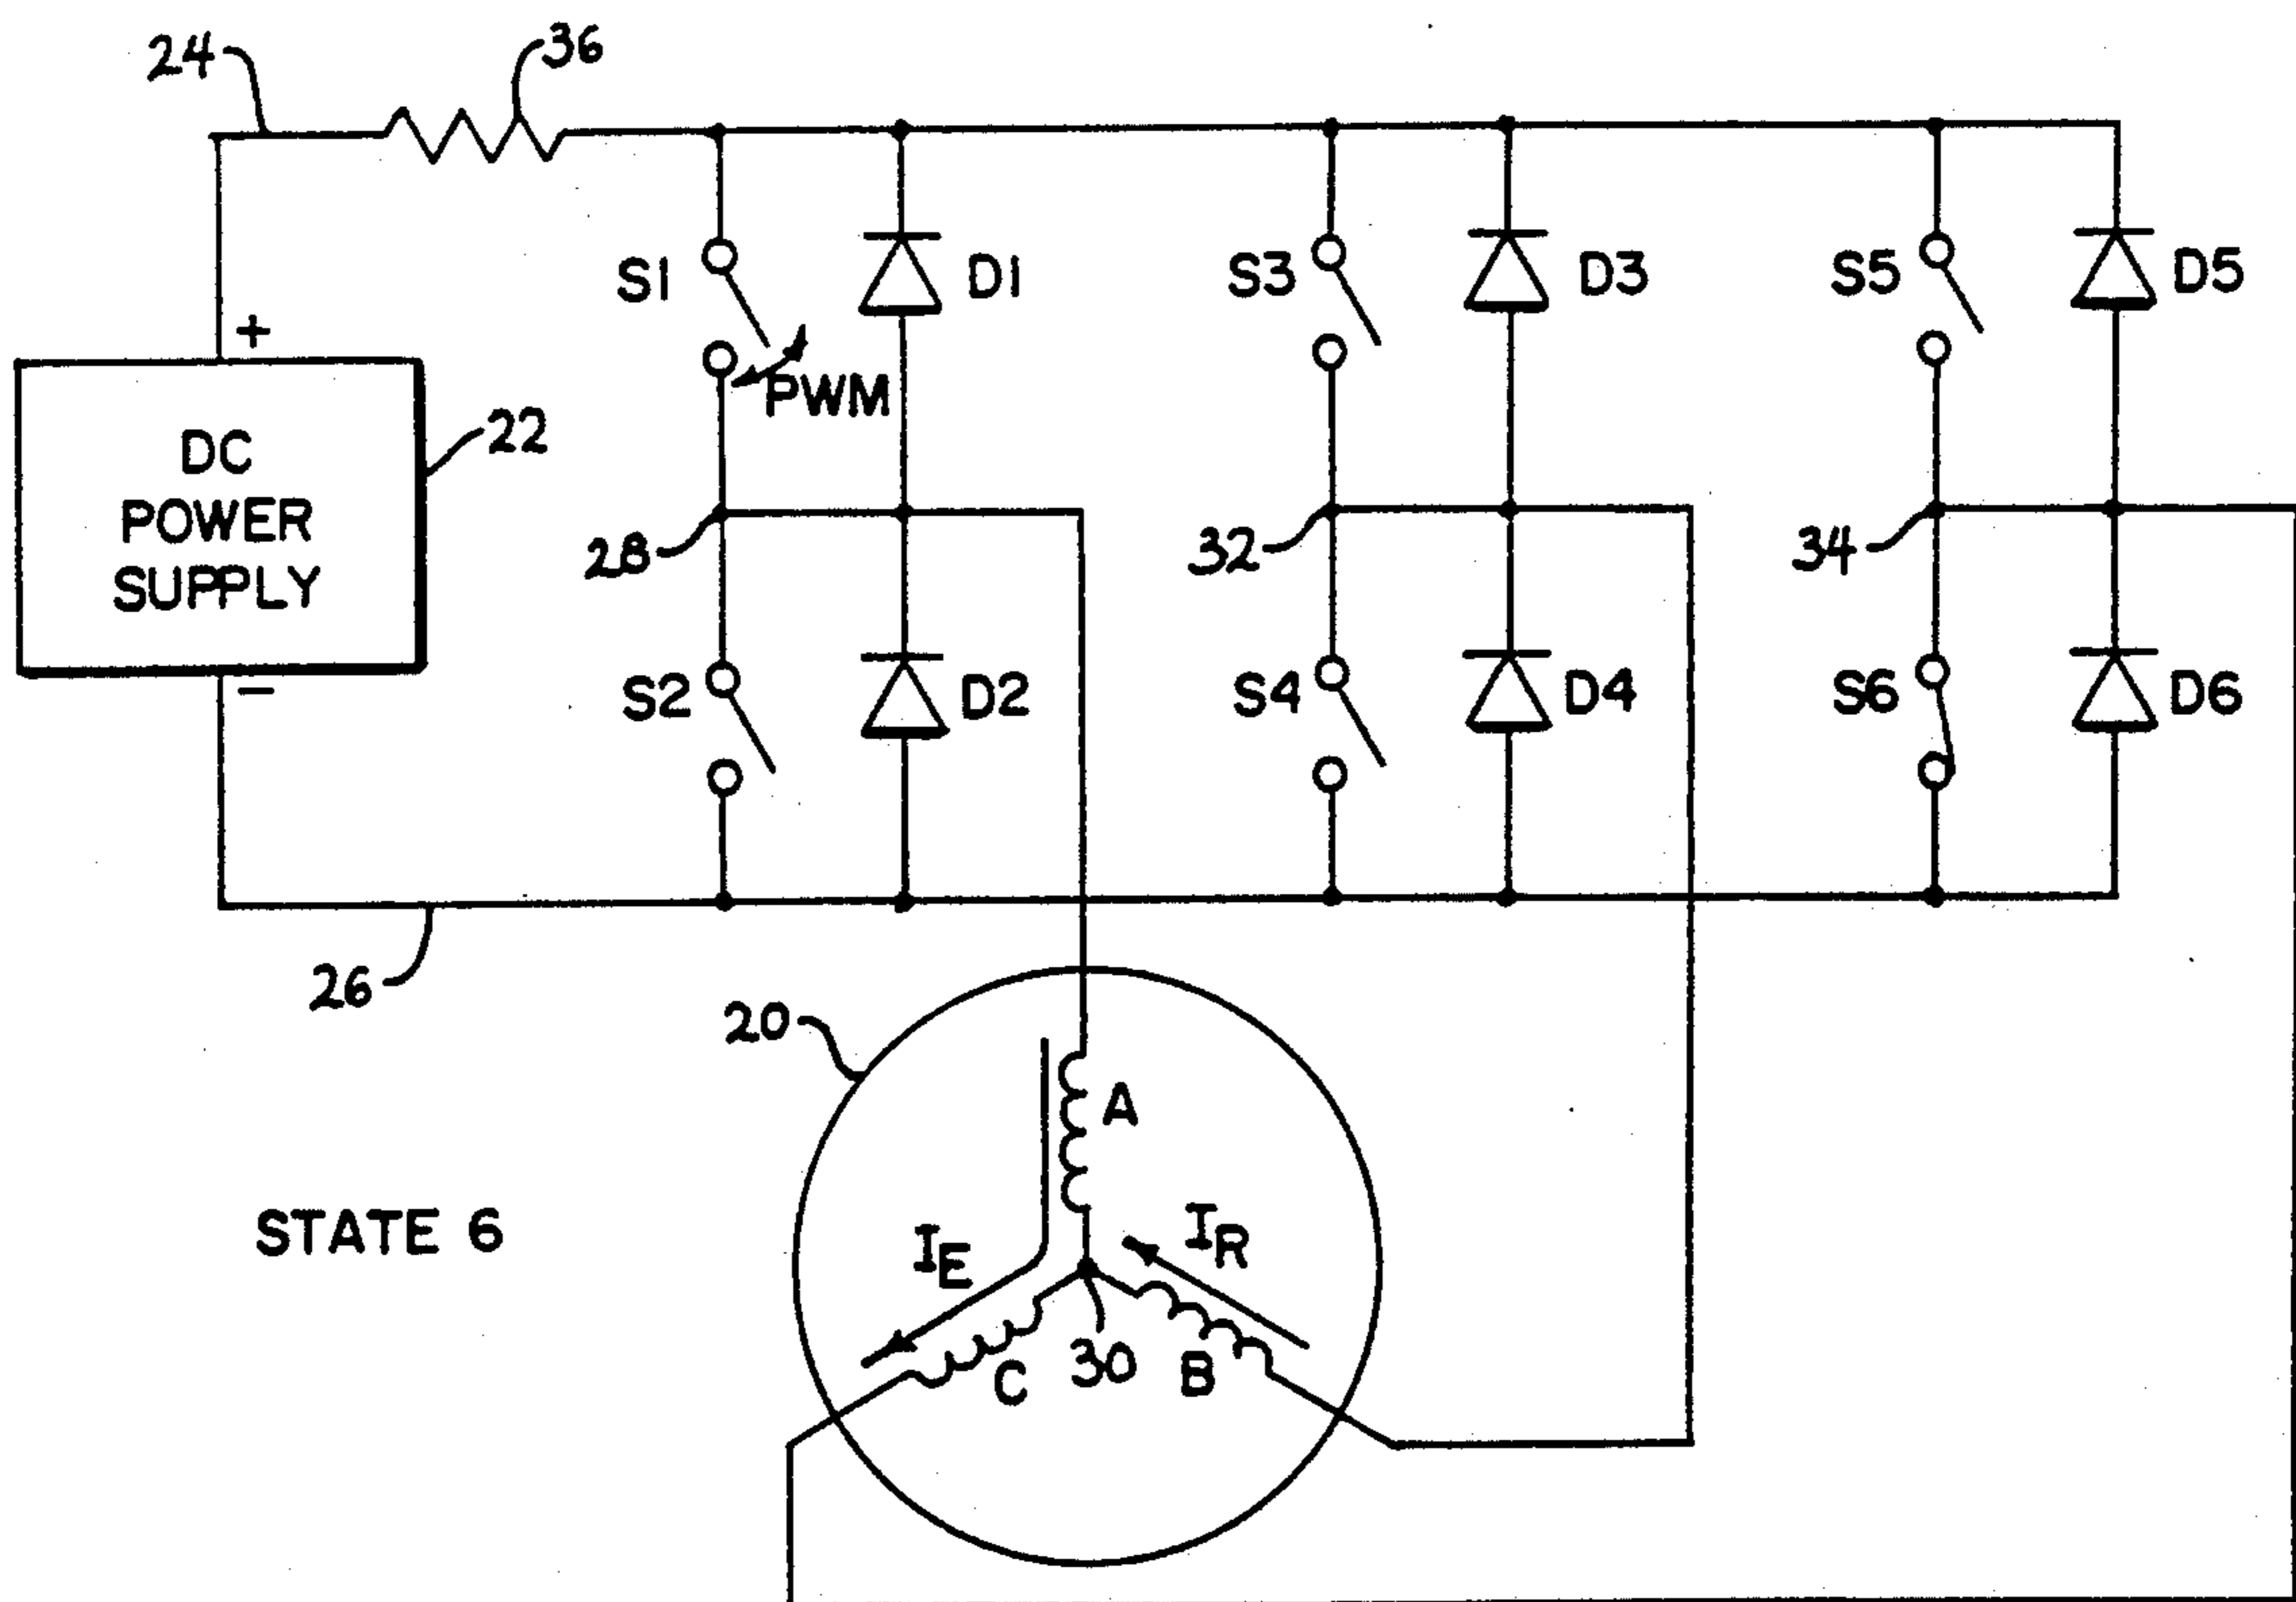 24
36
+
S1
D1
S3
D3
S5
D5
PWM
DC
POWER
SUPPLY
22
28
32
34
−
S2
D2
S4
D4
S6
D6
26
20
A
STATE 6
IE
IR
C
30
B